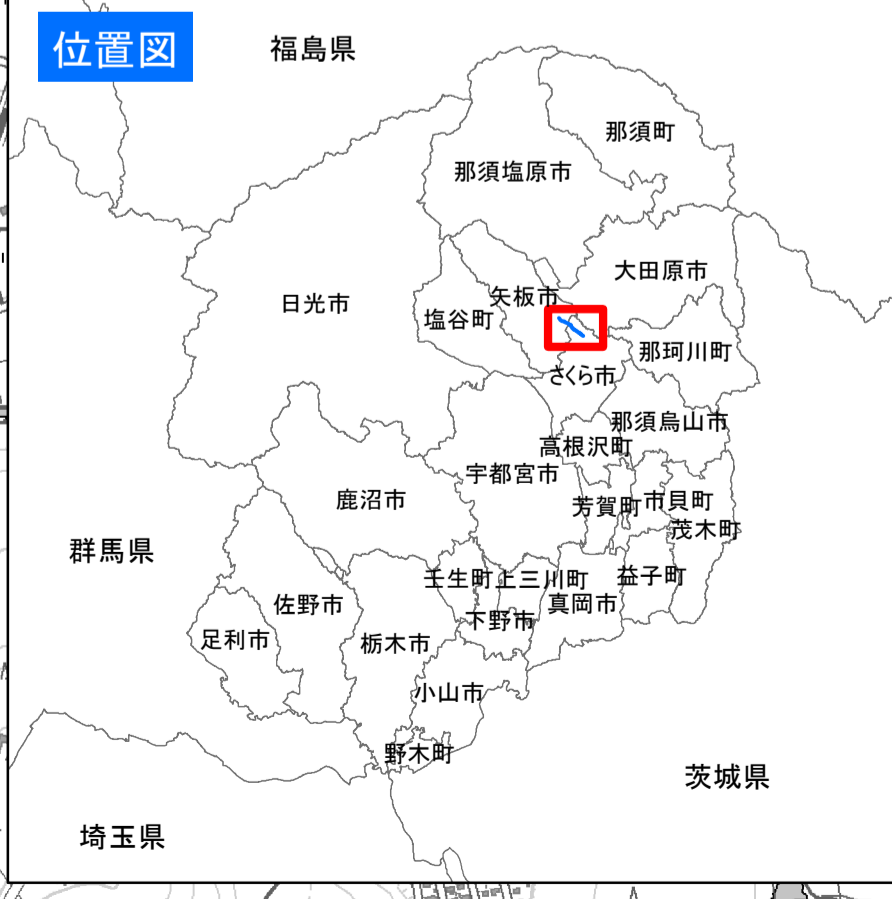 位置図
福島県
那須町
那須塩原市
大田原市
矢板市
日光市
塩谷町
那珂川町
さくら市
那須烏山市
高根沢町
宇都宮市
鹿沼市
芳賀町
市貝町
茂木町
群馬県
壬生町
上三川町
益子町
佐野市
真岡市
下野市
足利市
栃木市
小山市
野木町
茨城県
埼玉県